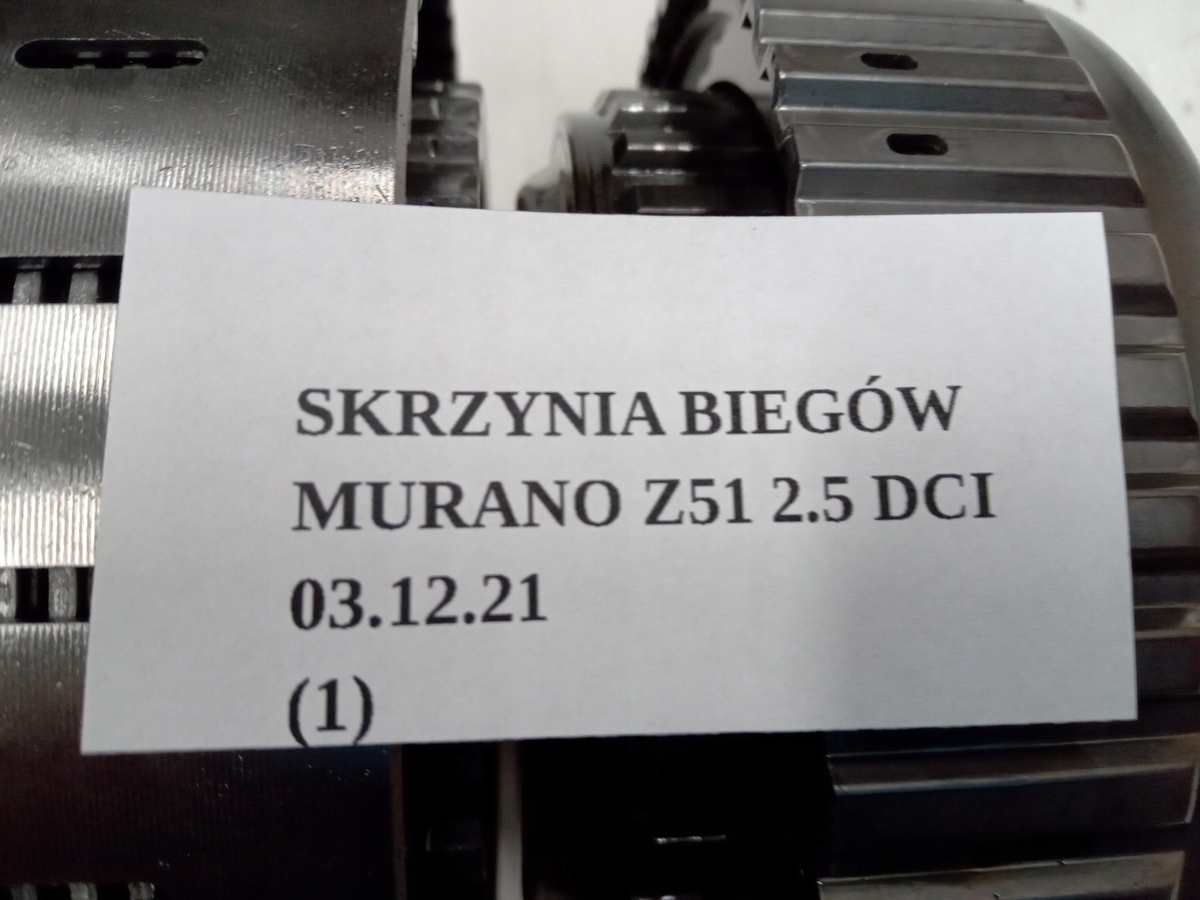 SKRZYNIA BIEGÓW
MURANO Z51 2.5 DCI
03.12.21
(1)